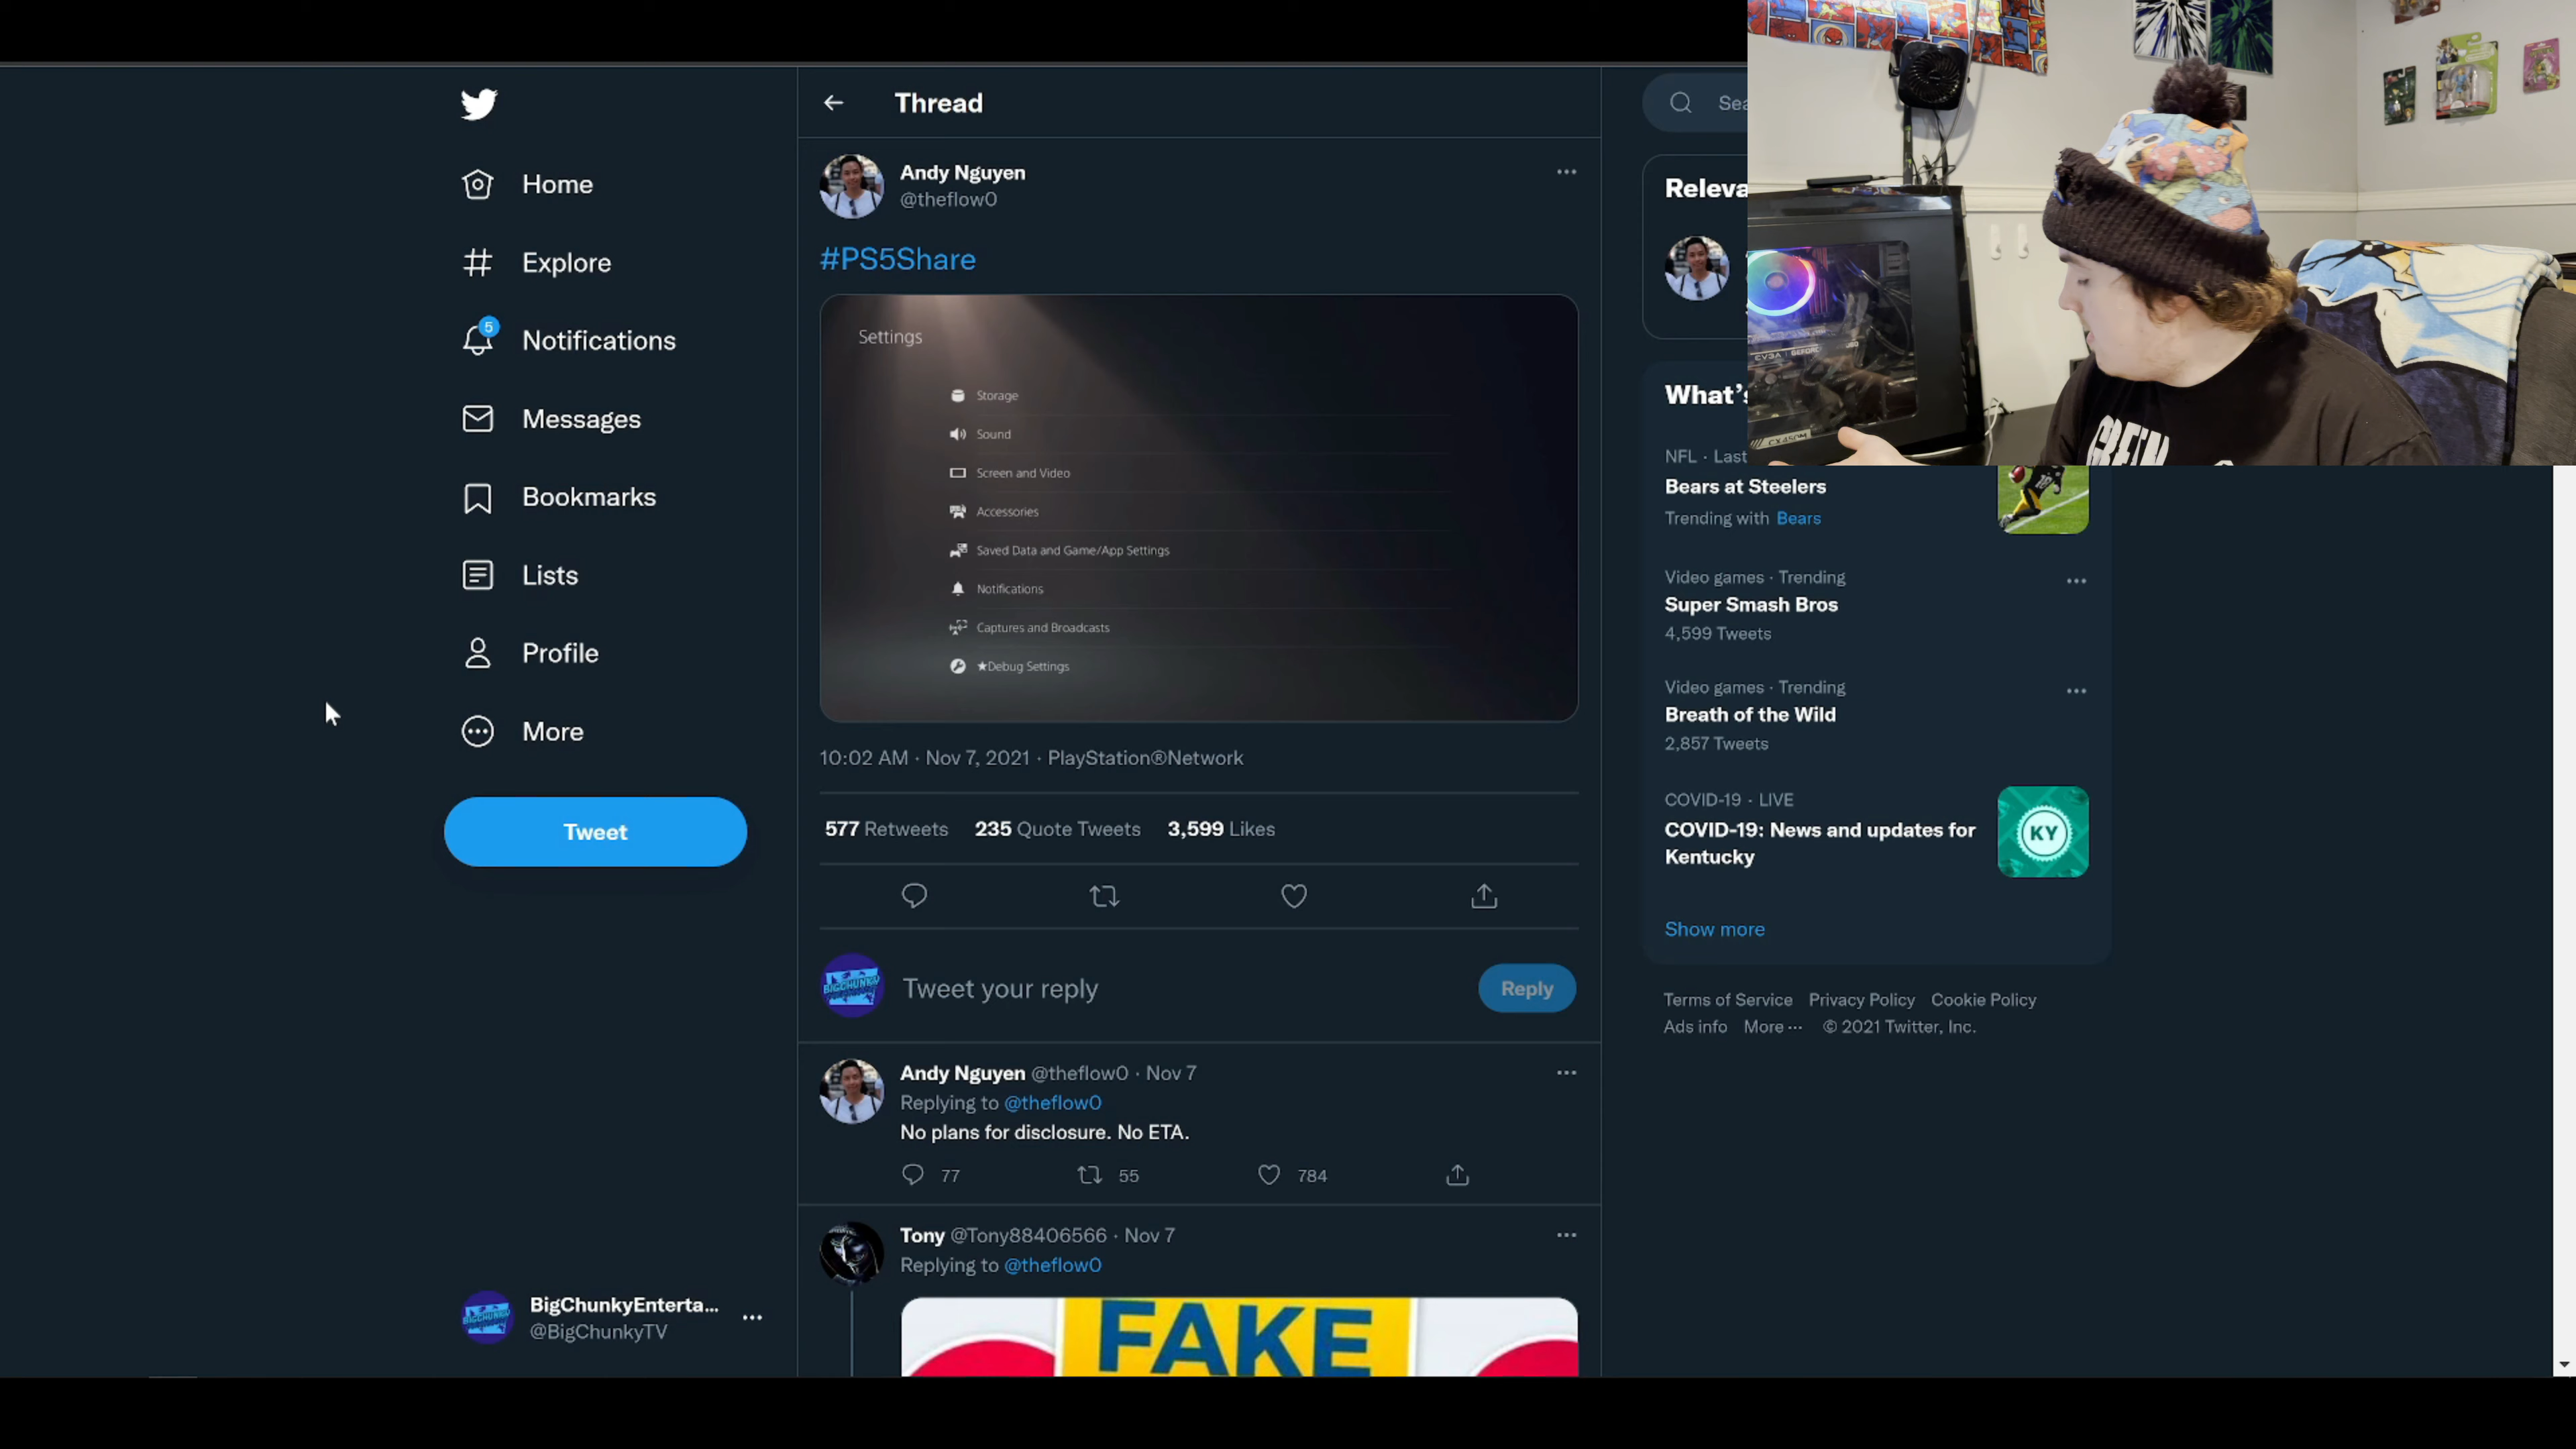 Thread
Sea
Home
Explore
5
Notifications
Messages
Bookmarks
Lists
Profile
More
Tweet
BigChunkyEnterta...
@BigChunkyTV
Andy Nguyen
@theflow0
#PS5Share
Settings
Storage
Sound
Screen and Video
Accessories
Saved Data and Game/App Settings
Notifications
Captures and Broadcasts
★Debug Settings
10:02 AM · Nov 7, 2021 · PlayStation®Network
577 Retweets 235 Quote Tweets 3,599 Likes
BIGCHUNKY
Tweet your reply
Reply
Andy Nguyen @theflow0 · Nov 7
Replying to @theflow0
No plans for disclosure. No ETA.
77 55 784
Tony @Tony88406566 · Nov 7
Replying to @theflow0
FAKE
Releva
What's
NFL · Last
Bears at Steelers
Trending with Bears
Video games · Trending
Super Smash Bros
4,599 Tweets
Video games · Trending
Breath of the Wild
2,857 Tweets
COVID-19 · LIVE
COVID-19: News and updates for
Kentucky
KY
Show more
Terms of Service Privacy Policy Cookie Policy
Ads info More ··· © 2021 Twitter, Inc.
EVGA GEFORCE
CX450M
GREEN